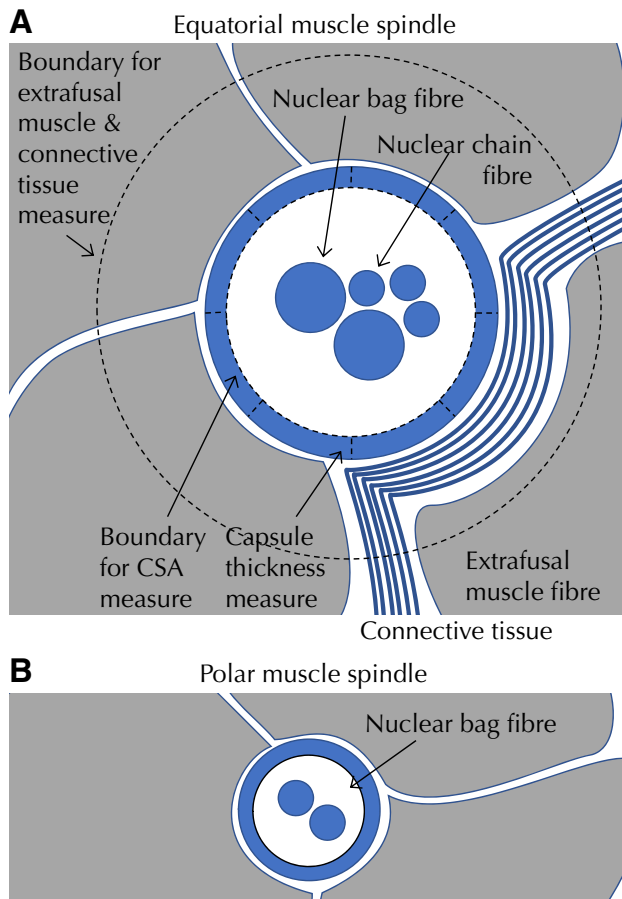 A
Equatorial muscle spindle
Boundary for
extrafusal
muscle &
connective
tissue
measure
Nuclear bag fibre
Nuclear chain
fibre
Boundary
for CSA
measure
Capsule
thickness
measure
Extrafusal
muscle fibre
Connective tissue
B
Polar muscle spindle
Nuclear bag fibre